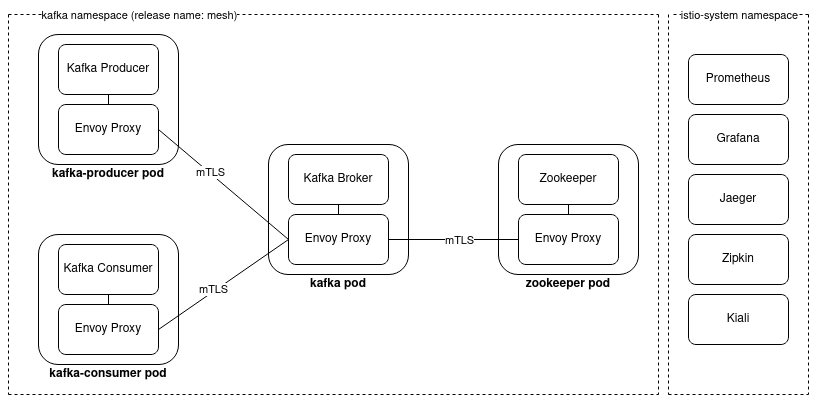 kafka namespace (release name: mesh)
Kafka Producer
Envoy Proxy
kafka-producer pod
mTLS
Kafka Consumer
Envoy Proxy
kafka-consumer pod
mTLS
Kafka Broker
Envoy Proxy
kafka pod
mTLS
Zookeeper
Envoy Proxy
zookeeper pod
istio-system namespace
Prometheus
Grafana
Jaeger
Zipkin
Kiali